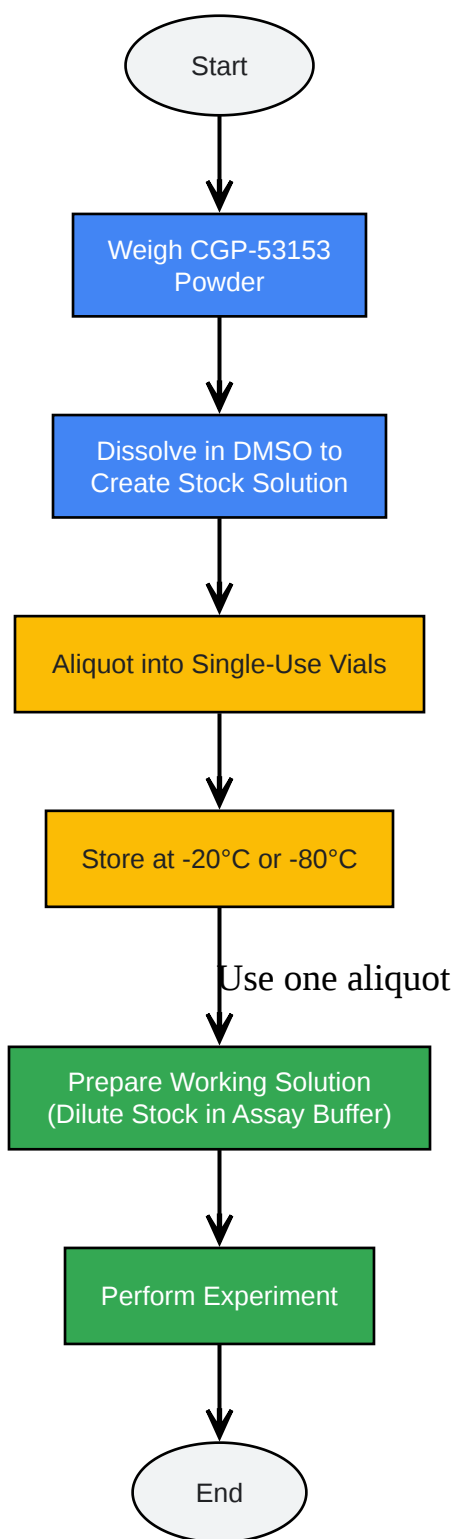 Start
Weigh CGP-53153
Powder
Dissolve in DMSO to
Create Stock Solution
Aliquot into Single-Use Vials
Store at -20°C or -80°C
Use one aliquot
Prepare Working Solution
(Dilute Stock in Assay Buffer)
Perform Experiment
End